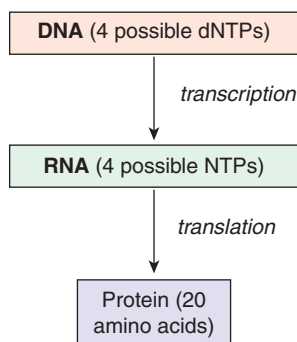 DNA (4 possible dNTPs)
transcription
RNA (4 possible NTPs)
translation
Protein (20
amino acids)